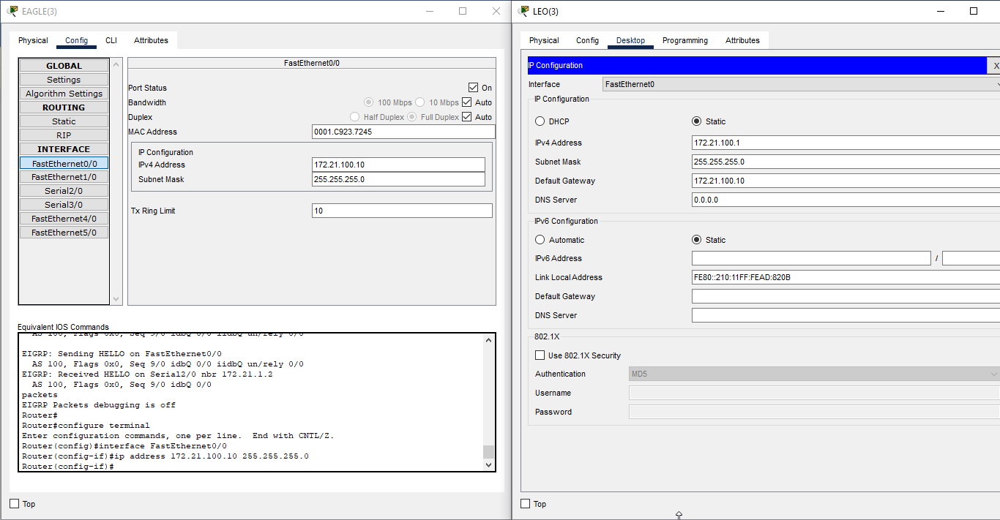 EAGLE(3)
Physical Config CLI Attributes
GLOBAL
Settings
Algorithm Settings
ROUTING
Static
RIP
INTERFACE
FastEthernet0/0
FastEthernet1/0
Serial2/0
Serial3/0
FastEthernet4/0
FastEthernet5/0
FastEthernet0/0
Port Status On
Bandwidth 100 Mbps 10 Mbps Auto
Duplex Half Duplex Full Duplex Auto
MAC Address 0001.C923.7245
IP Configuration
IPv4 Address 172.21.100.10
Subnet Mask 255.255.255.0
Tx Ring Limit 10
Equivalent IOS Commands
AS 100, Flags 0x0, Seq 9/0 idbQ 0/0 iidbQ un/rely 0/0
EIGRP: Sending HELLO on FastEthernet0/0
AS 100, Flags 0x0, Seq 9/0 idbQ 0/0 iidbQ un/rely 0/0
EIGRP: Received HELLO on Serial2/0 nbr 172.21.1.2
AS 100, Flags 0x0, Seq 9/0 idbQ 0/0
packets
EIGRP Packets debugging is off
Router#
Router#configure terminal
Enter configuration commands, one per line. End with CNTL/Z.
Router(config)#interface FastEthernet0/0
Router(config-if)#ip address 172.21.100.10 255.255.255.0
Router(config-if)#
Top
LEO(3)
Physical Config Desktop Programming Attributes
IP Configuration X
Interface FastEthernet0
IP Configuration
DHCP Static
IPv4 Address 172.21.100.1
Subnet Mask 255.255.255.0
Default Gateway 172.21.100.10
DNS Server 0.0.0.0
IPv6 Configuration
Automatic Static
IPv6 Address /
Link Local Address FE80::210:11FF:FEAD:820B
Default Gateway
DNS Server
802.1X
Use 802.1X Security
Authentication MD5
Username
Password
Top